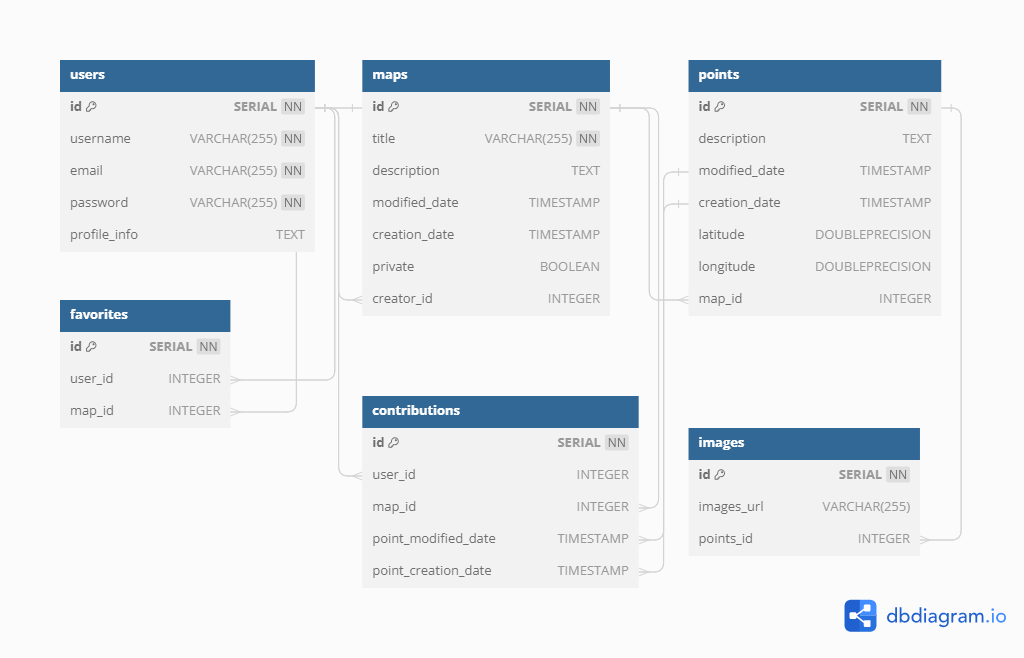 users
id SERIAL NN
username VARCHAR(255) NN
email VARCHAR(255) NN
password VARCHAR(255) NN
profile_info TEXT
maps
id SERIAL NN
title VARCHAR(255) NN
description TEXT
modified_date TIMESTAMP
creation_date TIMESTAMP
private BOOLEAN
creator_id INTEGER
points
id SERIAL NN
description TEXT
modified_date TIMESTAMP
creation_date TIMESTAMP
latitude DOUBLEPRECISION
longitude DOUBLEPRECISION
map_id INTEGER
favorites
id SERIAL NN
user_id INTEGER
map_id INTEGER
contributions
id SERIAL NN
user_id INTEGER
map_id INTEGER
point_modified_date TIMESTAMP
point_creation_date TIMESTAMP
images
id SERIAL NN
images_url VARCHAR(255)
points_id INTEGER
dbdiagram.io